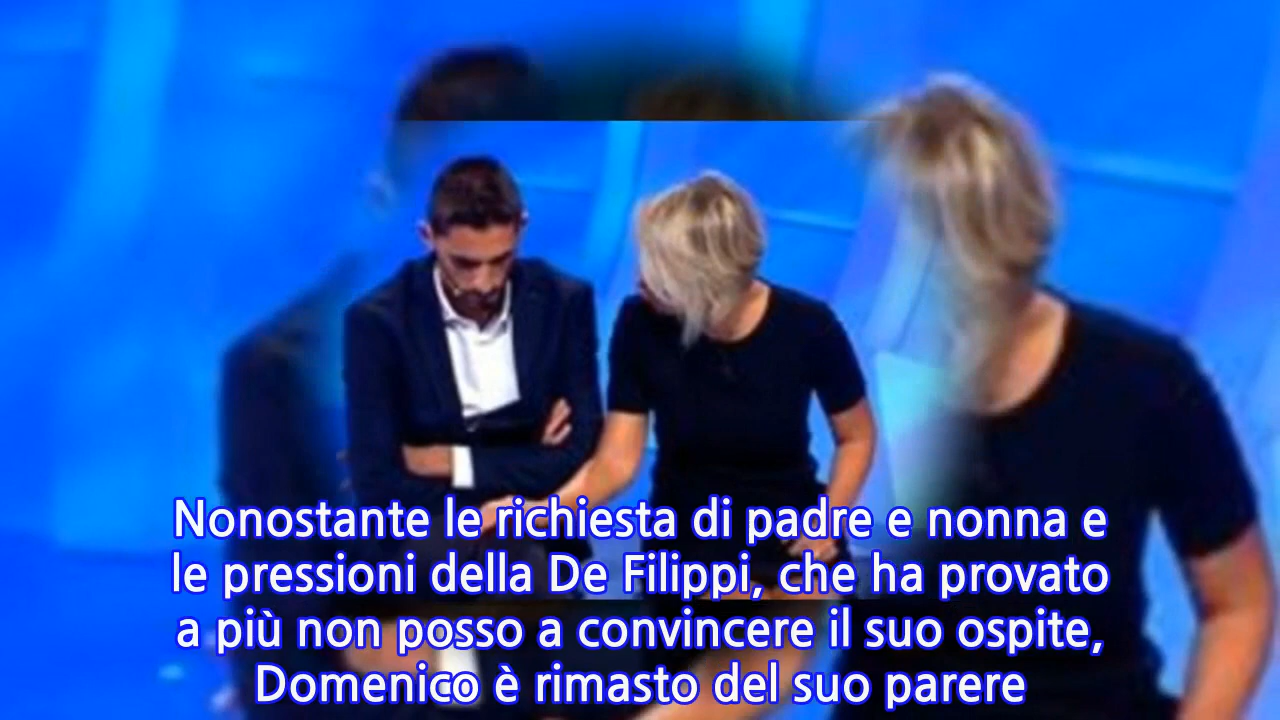 Nonostante le richiesta di padre e nonna e
le pressioni della De Filippi, che ha provato
a più non posso a convincere il suo ospite,
Domenico è rimasto del suo parere